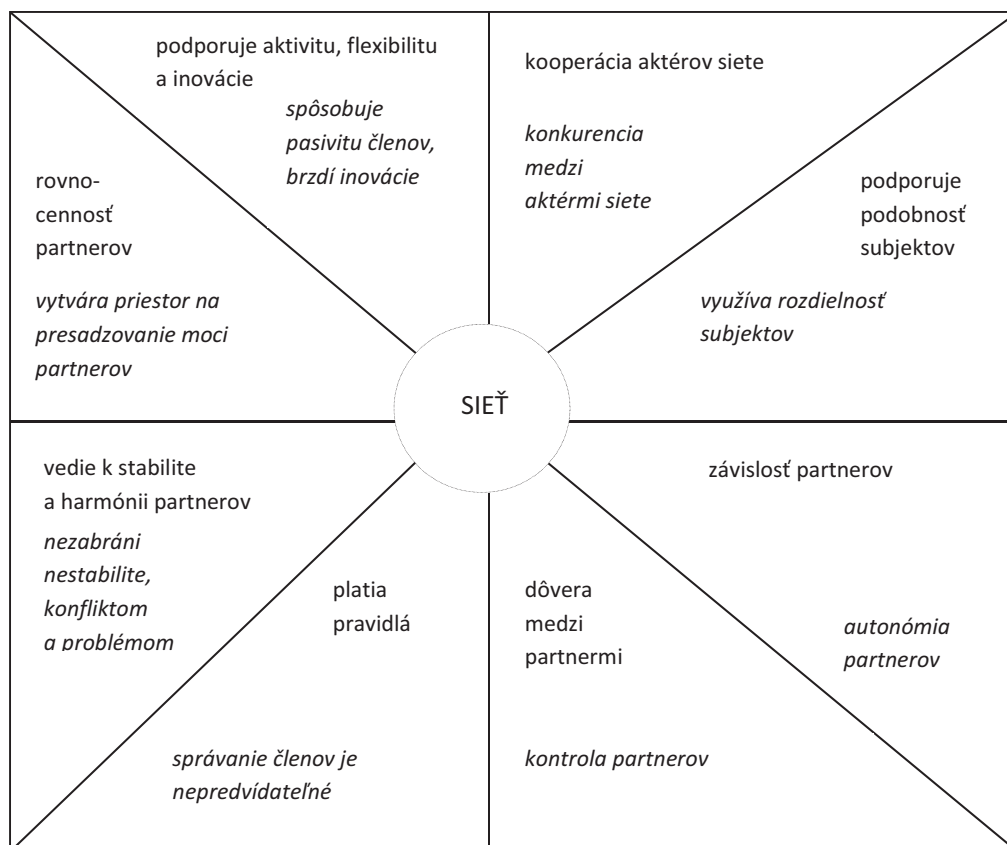 podporuje aktivitu, flexibilitu
a inovácie
spôsobuje
pasivitu členov,
brzdí inovácie
kooperácia aktérov siete
konkurencia
medzi
aktérmi siete
rovno-
cennosť
partnerov
vytvára priestor na
presadzovanie moci
partnerov
podporuje
podobnosť
subjektov
využíva rozdielnosť
subjektov
SIEŤ
vedie k stabilite
a harmónii partnerov
nezabráni
nestabilite,
konfliktom
a problémom
platia
pravidlá
správanie členov je
nepredvídateľné
dôvera
medzi
partnermi
kontrola partnerov
závislosť partnerov
autonómia
partnerov